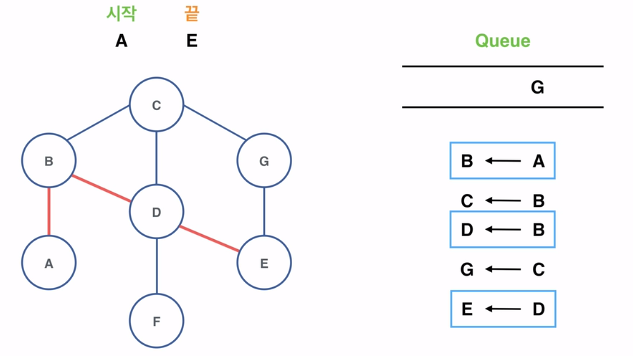 시작 끝
A E
Queue
G
C
B
G
D
A
E
F
B ← A
C ← B
D ← B
G ← C
E ← D